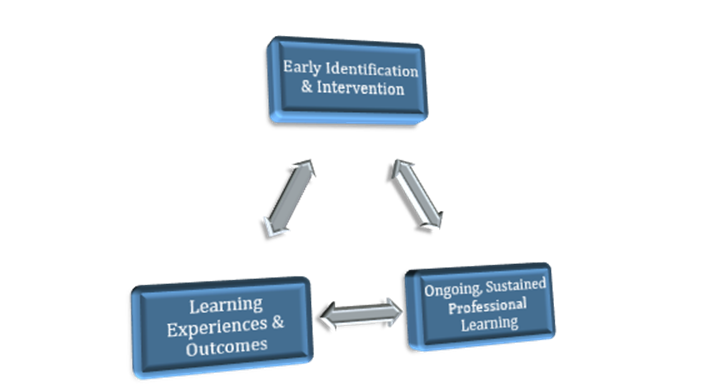 Early Identification
& Intervention
Learning
Experiences &
Outcomes
Ongoing, Sustained
Professional
Learning